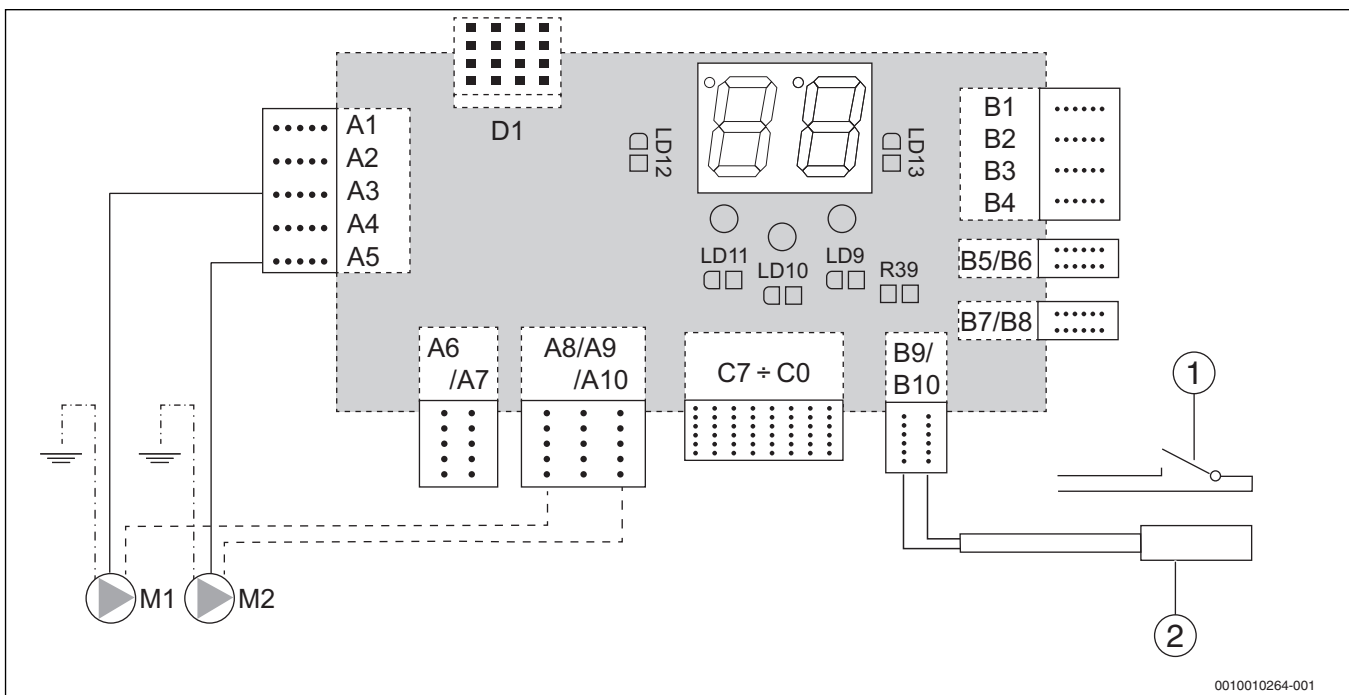 D1
A1
A2
A3
A4
A5
LD12
LD13
B1
B2
B3
B4
LD11
LD10
LD9
R39
B5/B6
B7/B8
A6
/A7
A8/A9
/A10
C7 ÷ C0
B9/
B10
1
M1
M2
2
0010010264-001